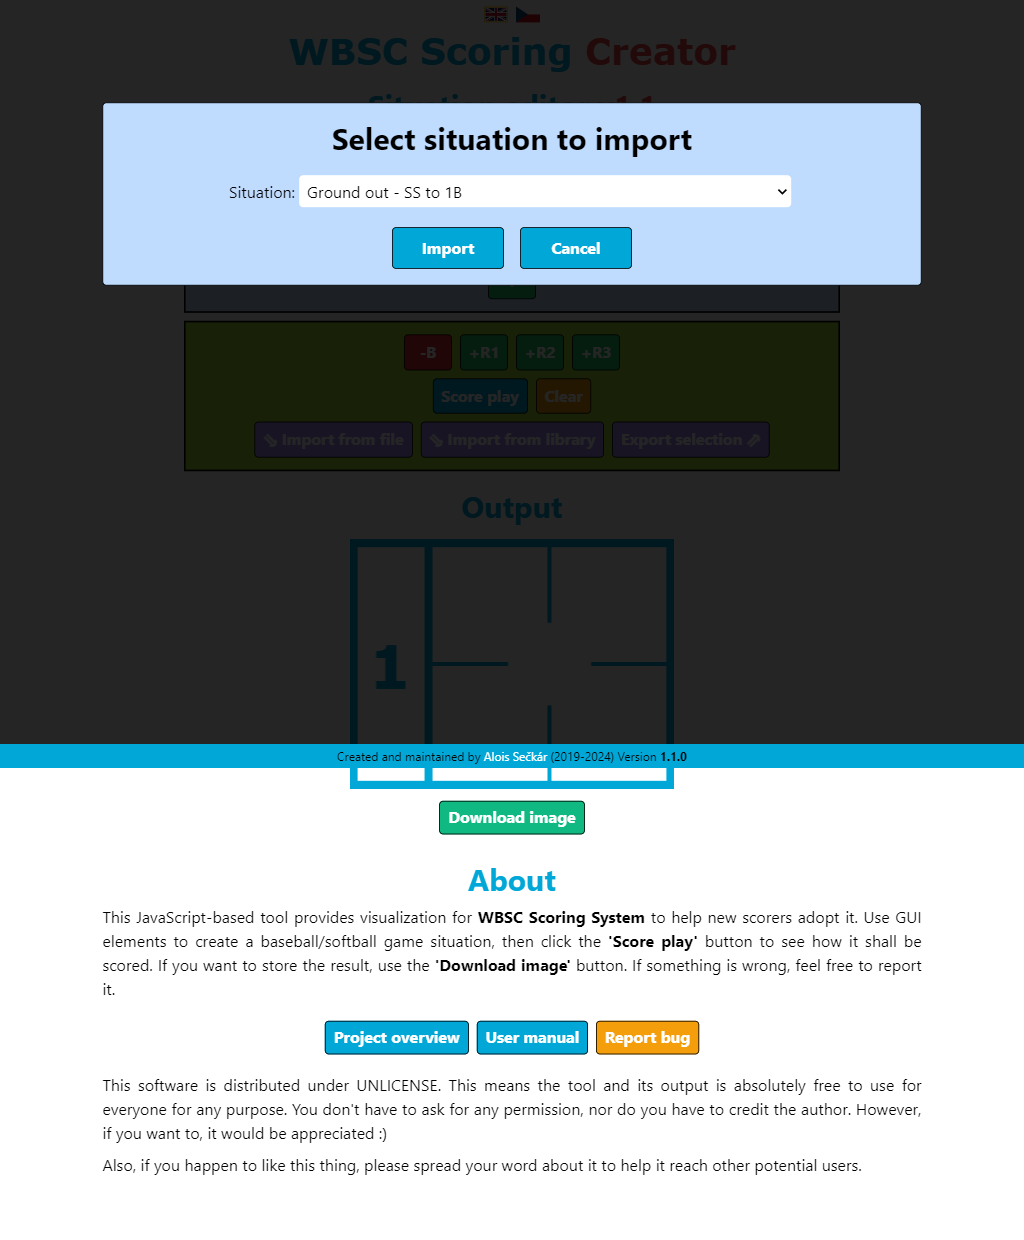 WBSC Scoring Creator
Select situation to import
Situation: Ground out - SS to 1B
Import Cancel
-B +R1 +R2 +R3
Score play Clear
⇘ Import from file ⇘ Import from library Export selection ⇗
Output
1
Created and maintained by Alois Sečkár (2019-2024) Version 1.1.0
Download image
About
This JavaScript-based tool provides visualization for WBSC Scoring System to help new scorers adopt it. Use GUI
elements to create a baseball/softball game situation, then click the 'Score play' button to see how it shall be
scored. If you want to store the result, use the 'Download image' button. If something is wrong, feel free to report
it.
Project overview User manual Report bug
This software is distributed under UNLICENSE. This means the tool and its output is absolutely free to use for
everyone for any purpose. You don't have to ask for any permission, nor do you have to credit the author. However,
if you want to, it would be appreciated :)
Also, if you happen to like this thing, please spread your word about it to help it reach other potential users.